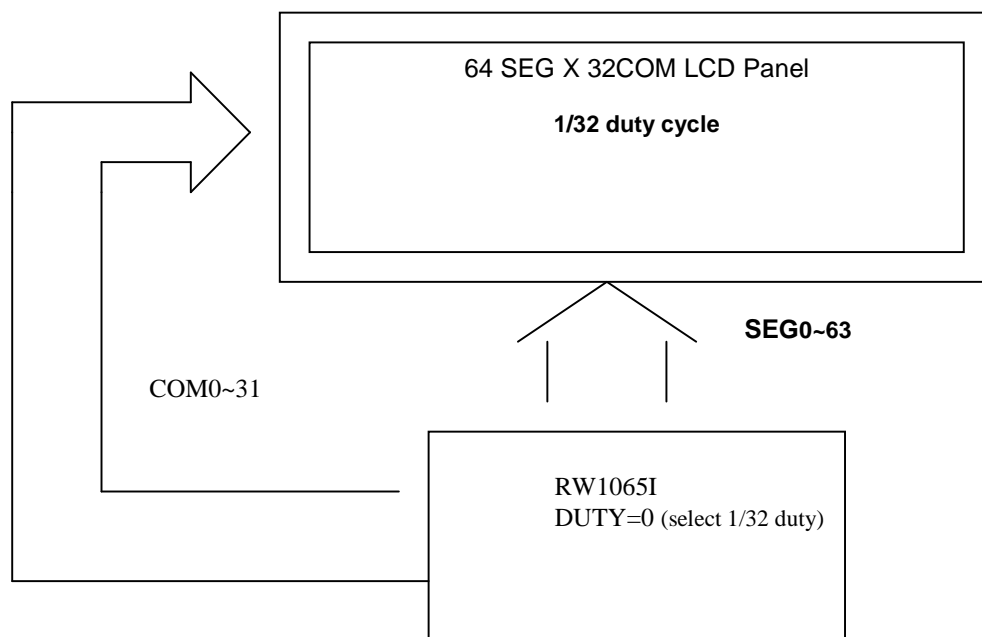 64 SEG X 32COM LCD Panel
1/32 duty cycle
SEG0~63
COM0~31
RW1065I
DUTY=0 (select 1/32 duty)